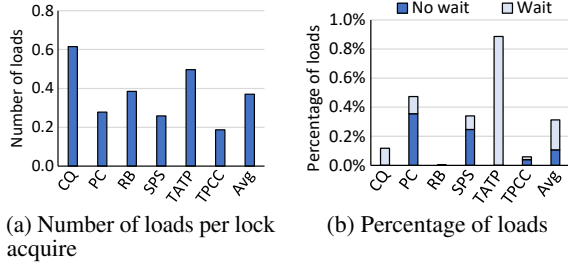 No wait Wait
Number of loads
0.8
0.6
0.4
0.2
0.0
CQ PC RB SPS TATP TPCC Avg
Percentage of loads
1.0%
0.8%
0.6%
0.4%
0.2%
0.0%
CQ PC RB SPS TATP TPCC Avg
(a) Number of loads per lock
acquire
(b) Percentage of loads